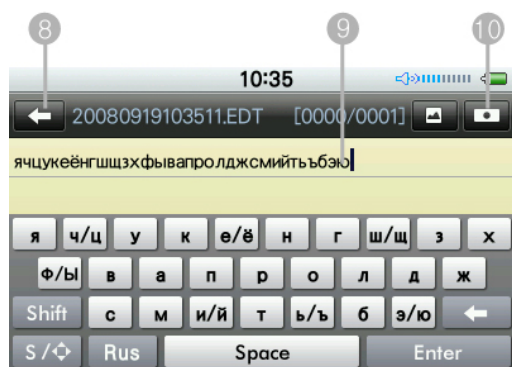 8 9 10
10:35
20080919103511.EDT [0000/0001]
ячцукеёнгшщзхфывапролджсмийтьъбэю
я ч/ц у к е/ё н г ш/щ з х
Ф/Ы в а п р о л д ж
Shift с м и/й т ь/ъ б э/ю
S/ Rus Space Enter